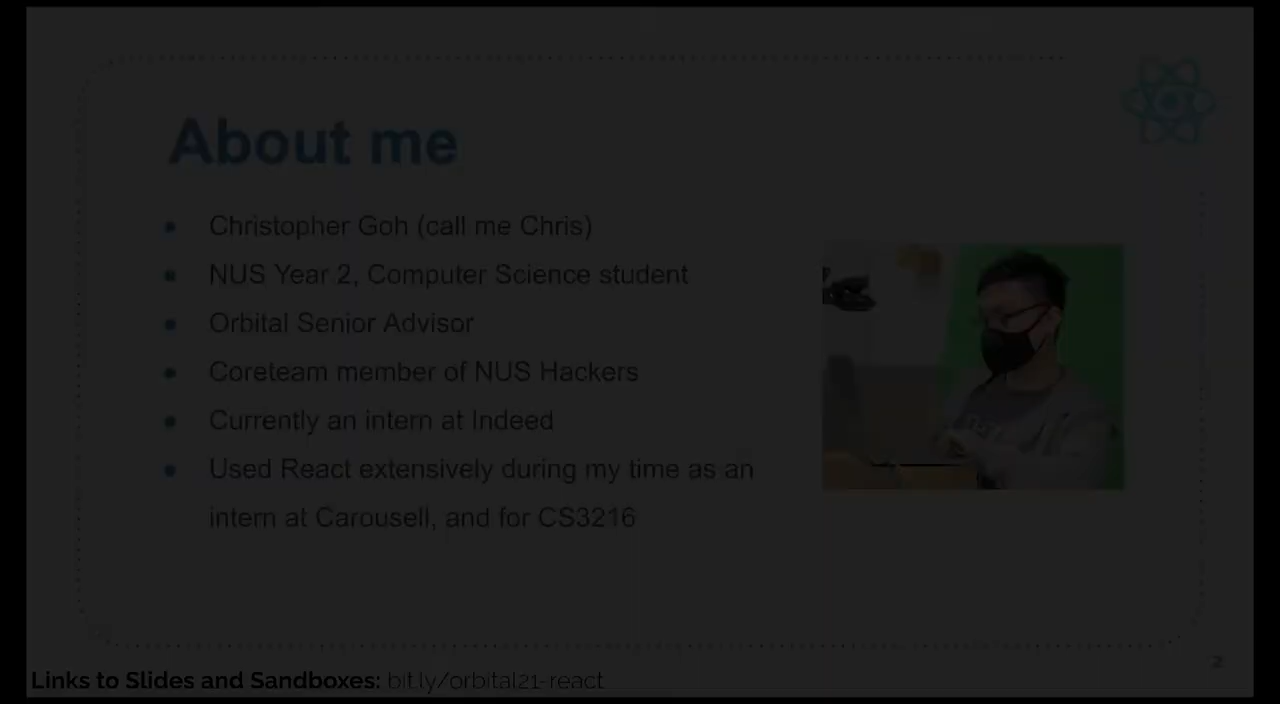 About me
Christopher Goh (call me Chris)
NUS Year 2, Computer Science student
Orbital Senior Advisor
Coreteam member of NUS Hackers
Currently an intern at Indeed
Used React extensively during my time as an
intern at Carousell, and for CS3216
2
Links to Slides and Sandboxes: bit.ly/orbital21-react